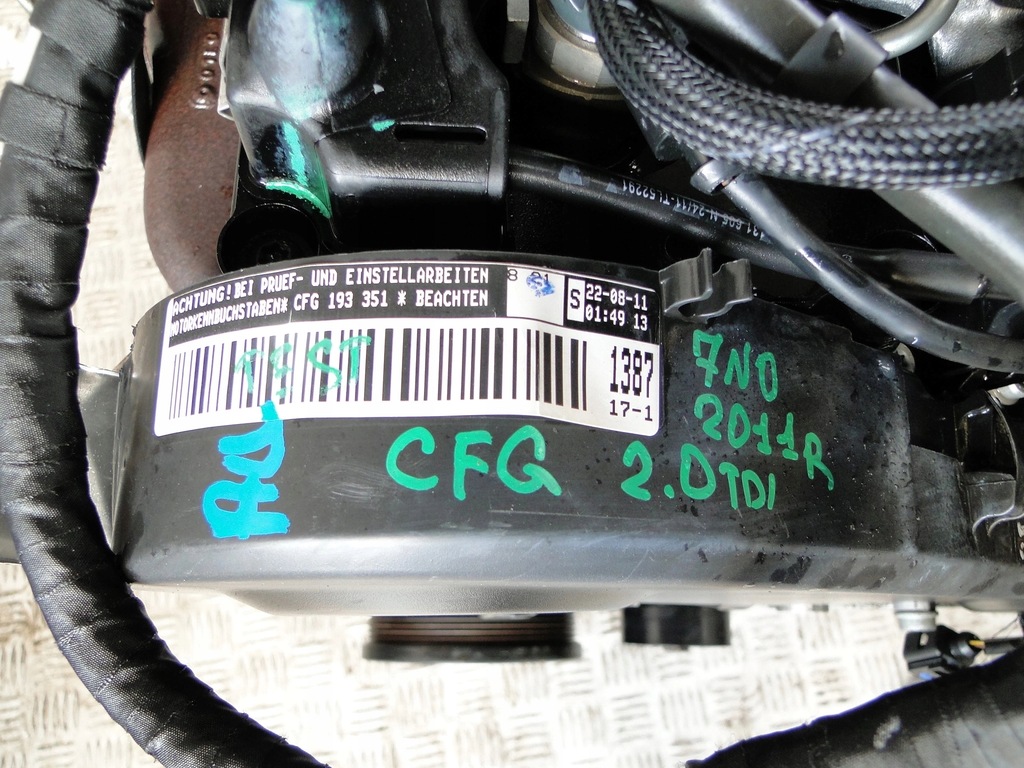 ACHTUNG! BEI PRUEF- UND EINSTELLARBEITEN
MOTORKENNBUCHSTABEN* CFG 193 351 * BEACHTEN
S
22-08-11
01:49 13
1387
17-1
TEST
7N0
2011R
CFG 2.0TDI